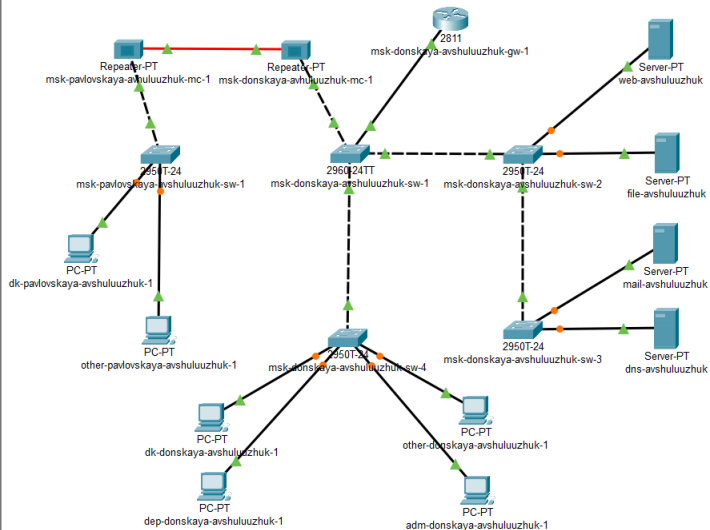 2811
msk-donskaya-avshuluuzhuk-gw-1
Repeater-PT
msk-pavlovskaya-avhuluuzhuk-mc-1
Repeater-PT
msk-donskaya-avhuluuzhuk-mc-1
Server-PT
web-avshuluuzhuk
2950T-24
msk-pavlovskaya-avshuluuzhuk-sw-1
2960-24TT
msk-donskaya-avshuluuzhuk-sw-1
2950T-24
msk-donskaya-avshuluuzhuk-sw-2
Server-PT
file-avshuluuzhuk
PC-PT
dk-pavlovskaya-avshuluuzhuk-1
Server-PT
mail-avshuluuzhuk
PC-PT
other-pavlovskaya-avshuluuzhuk-1
2950T-24
msk-donskaya-avshuluuzhuk-sw-4
2950T-24
msk-donskaya-avshuluuzhuk-sw-3
Server-PT
dns-avshuluuzhuk
PC-PT
dk-donskaya-avshuluuzhuk-1
PC-PT
other-donskaya-avshuluuzhuk-1
PC-PT
dep-donskaya-avshuluuzhuk-1
PC-PT
adm-donskaya-avshuluuzhuk-1